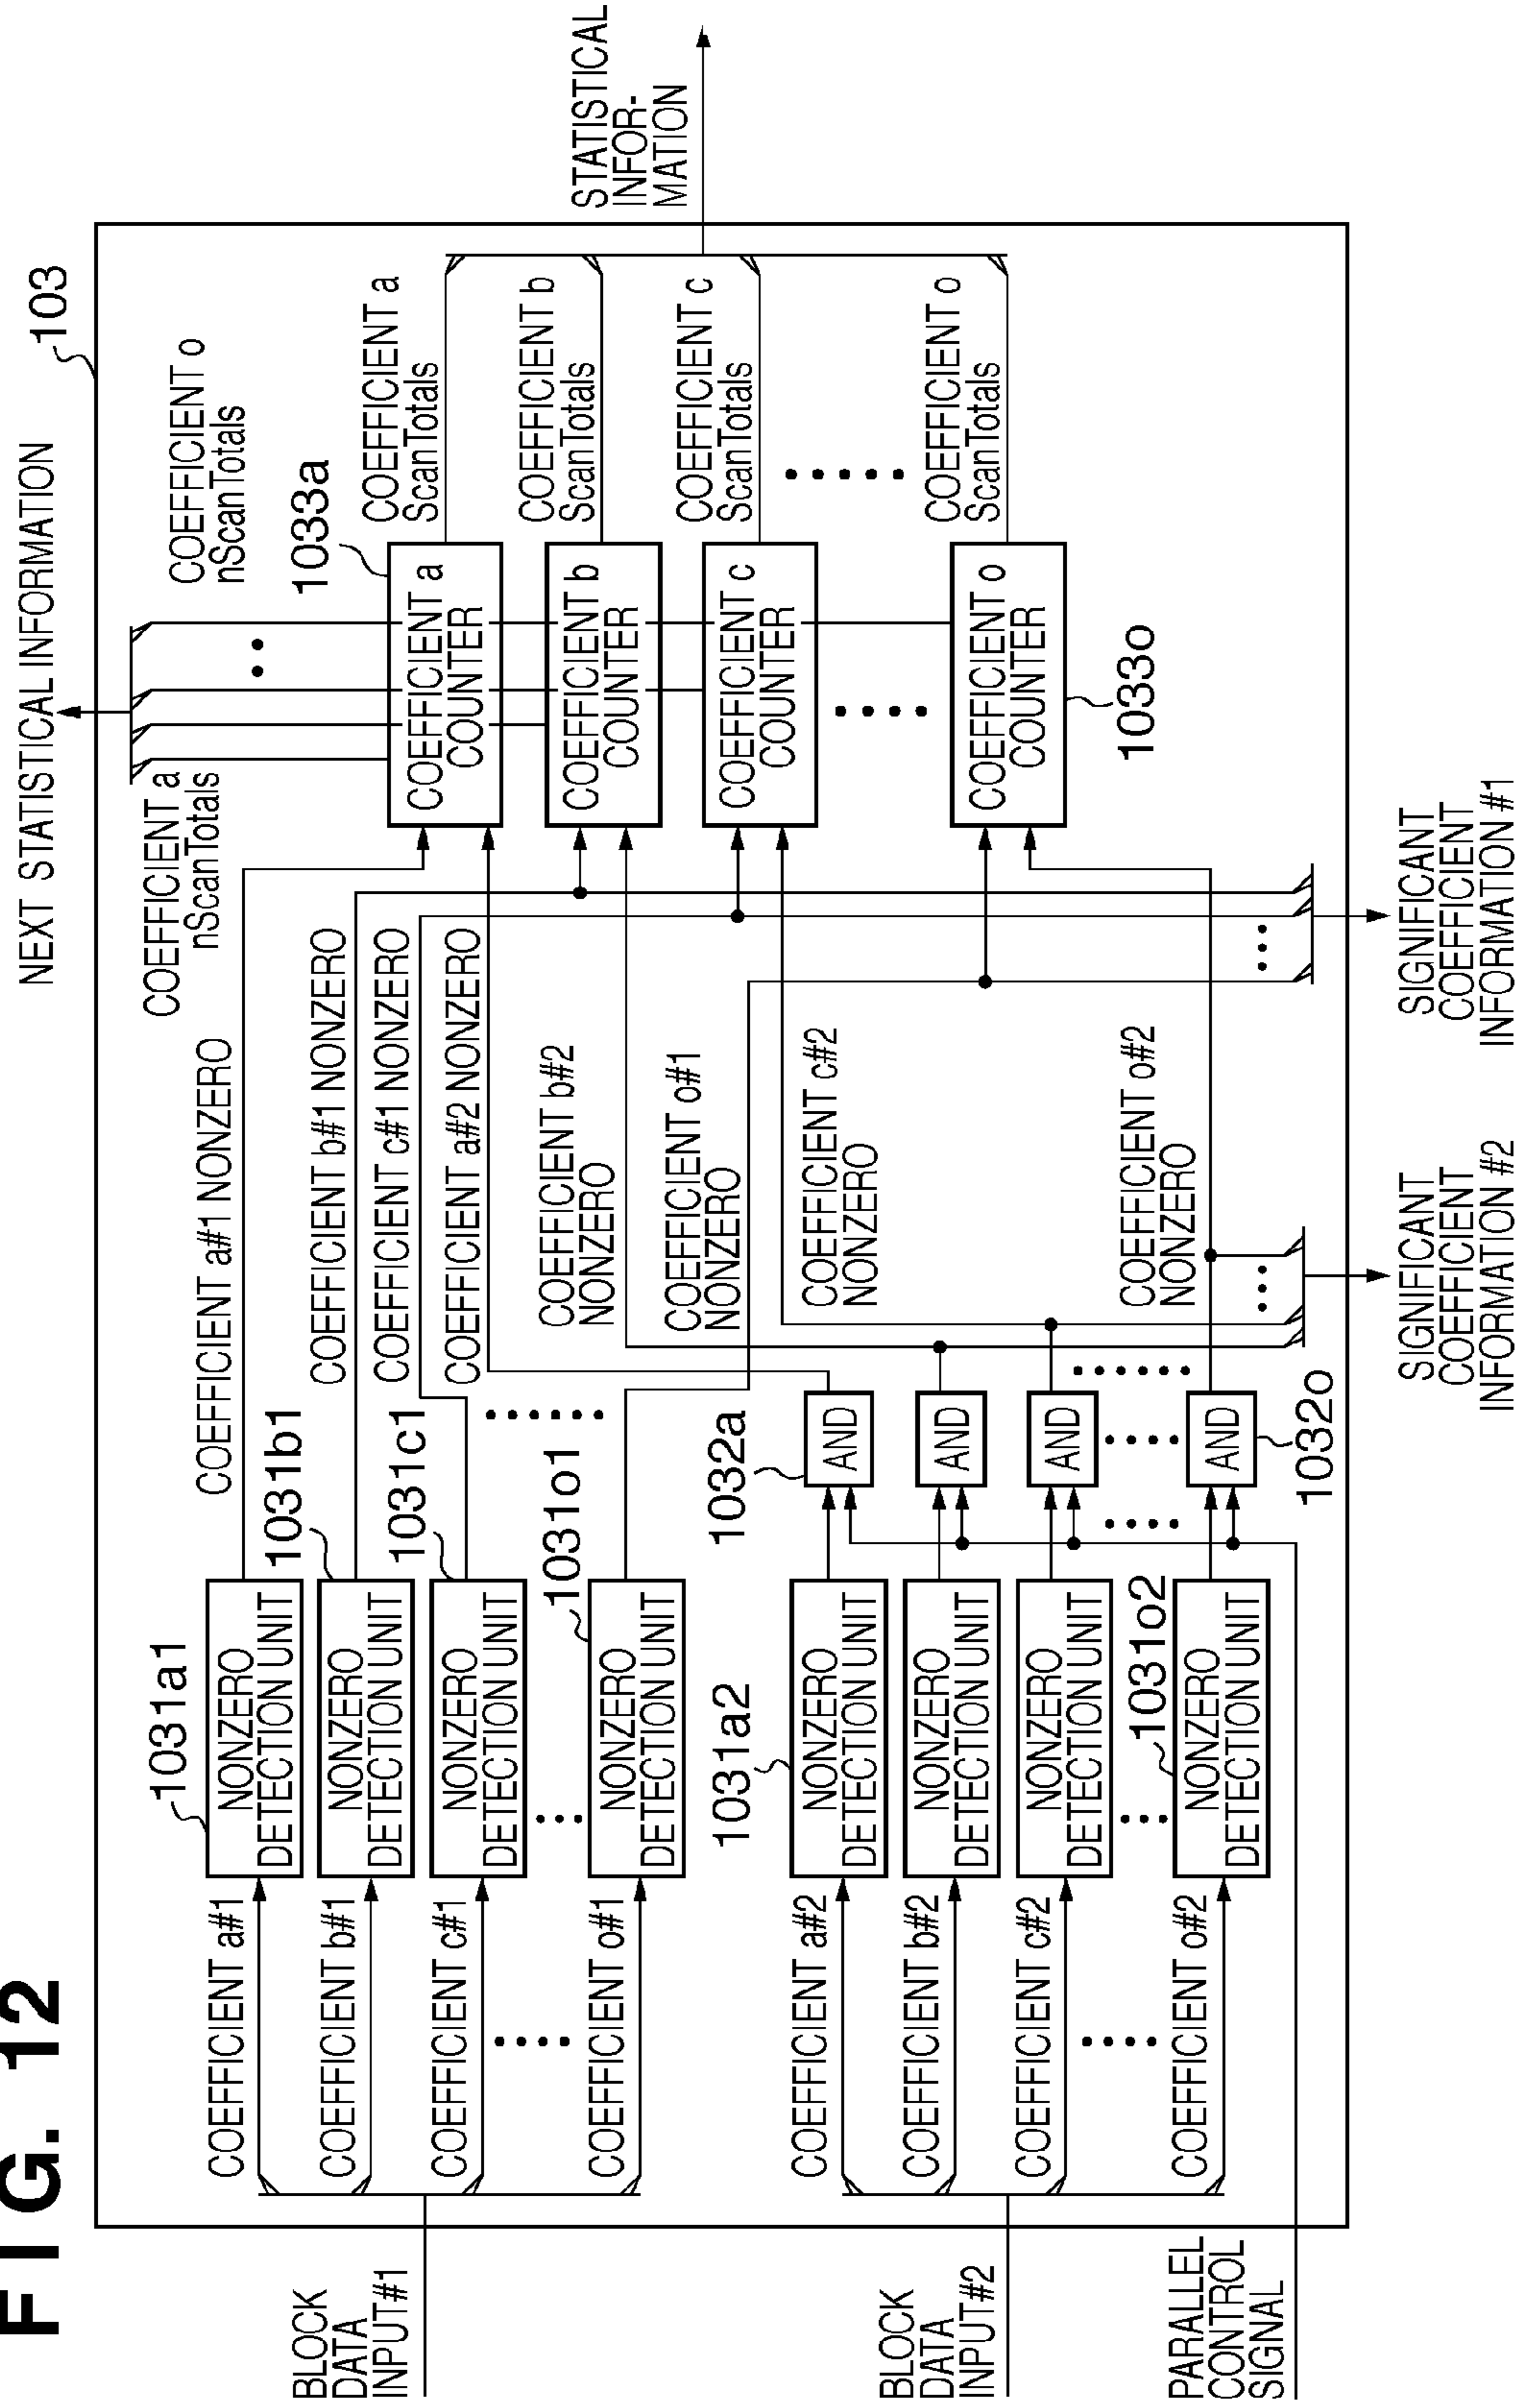 FIG. 12
NEXT STATISTICAL INFORMATION
103
COEFFICIENT a
nScanTotals
COEFFICIENT o
nScanTotals
BLOCK
DATA
INPUT#1
COEFFICIENT a#1
COEFFICIENT b#1
COEFFICIENT c#1
COEFFICIENT o#1
1031a1
NONZERO
DETECTION UNIT
1031b1
NONZERO
DETECTION UNIT
1031c1
NONZERO
DETECTION UNIT
1031o1
NONZERO
DETECTION UNIT
COEFFICIENT a#1 NONZERO
COEFFICIENT b#1 NONZERO
COEFFICIENT c#1 NONZERO
COEFFICIENT a#2 NONZERO
COEFFICIENT b#2
NONZERO
COEFFICIENT o#1
NONZERO
COEFFICIENT c#2
NONZERO
COEFFICIENT o#2
NONZERO
BLOCK
DATA
INPUT#2
COEFFICIENT a#2
COEFFICIENT b#2
COEFFICIENT c#2
COEFFICIENT o#2
1031a2
NONZERO
DETECTION UNIT
NONZERO
DETECTION UNIT
NONZERO
DETECTION UNIT
1031o2
NONZERO
DETECTION UNIT
1032a
AND
AND
AND
AND
1032o
PARALLEL
CONTROL
SIGNAL
1033a
COEFFICIENT a
COUNTER
COEFFICIENT b
COUNTER
COEFFICIENT c
COUNTER
COEFFICIENT o
COUNTER
1033o
COEFFICIENT a
ScanTotals
COEFFICIENT b
ScanTotals
COEFFICIENT c
ScanTotals
COEFFICIENT o
ScanTotals
STATISTICAL
INFOR-
MATION
SIGNIFICANT
COEFFICIENT
INFORMATION #2
SIGNIFICANT
COEFFICIENT
INFORMATION #1